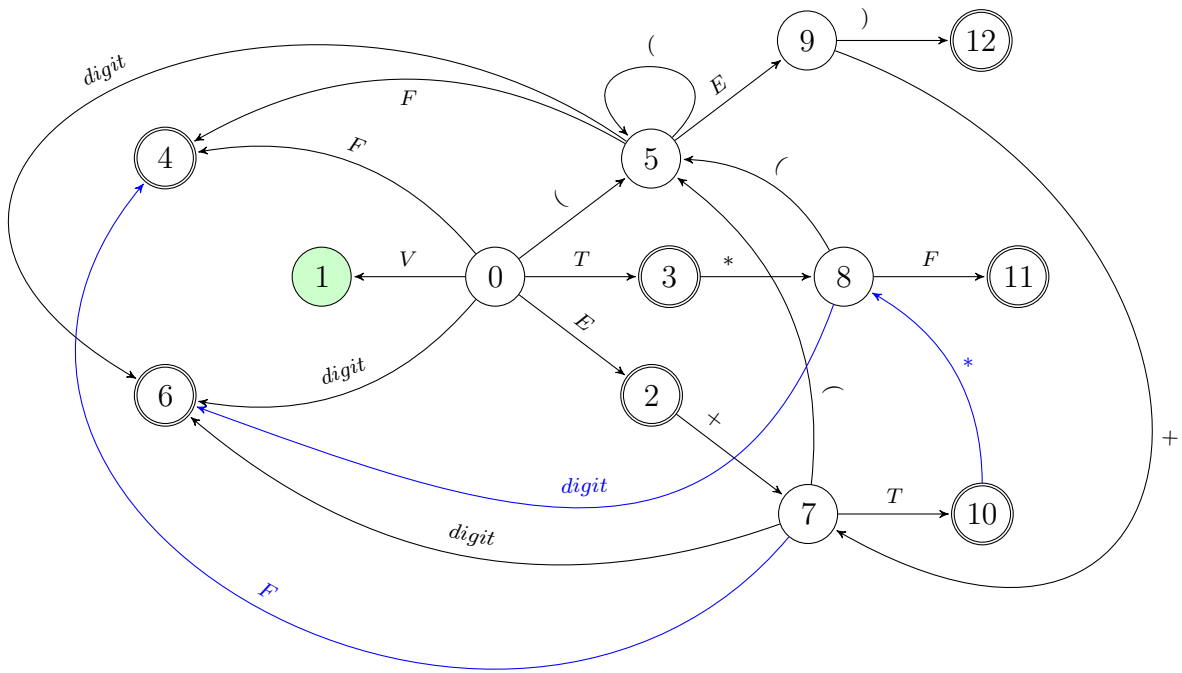 ( ) 9 12
digit E
F
F
4 5
( (
V T * F
1 0 3 8 11
E
digit *
6 2
+ ( +
digit T
7 10
digit
F